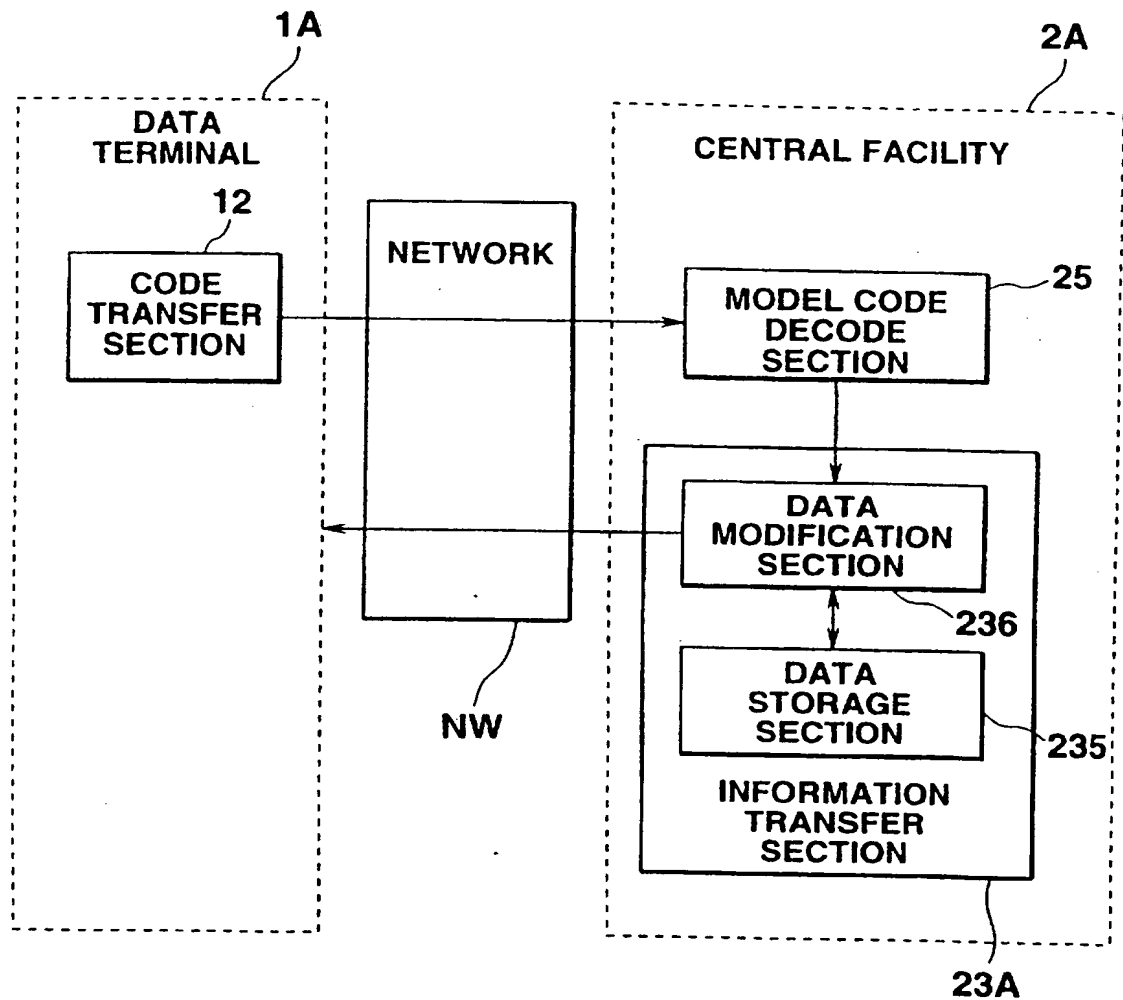 1A
2A
DATA
TERMINAL
CENTRAL FACILITY
12
CODE
TRANSFER
SECTION
NETWORK
25
MODEL CODE
DECODE
SECTION
DATA
MODIFICATION
SECTION
236
DATA
STORAGE
SECTION
235
NW
INFORMATION
TRANSFER
SECTION
23A